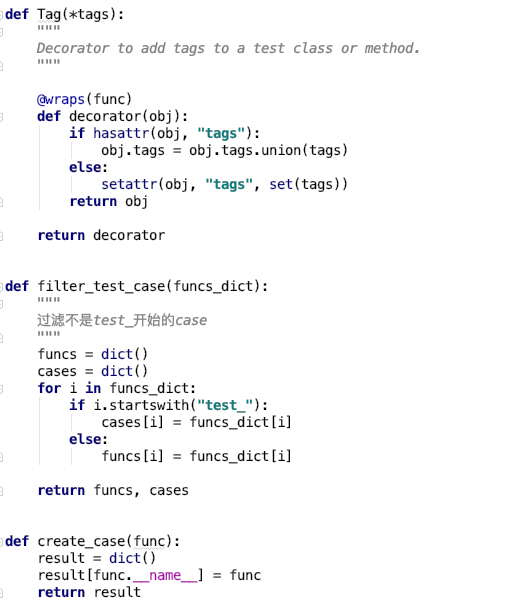 def Tag(*tags):
    """
    Decorator to add tags to a test class or method.
    """

    @wraps(func)
    def decorator(obj):
        if hasattr(obj, "tags"):
            obj.tags = obj.tags.union(tags)
        else:
            setattr(obj, "tags", set(tags))
        return obj

    return decorator


def filter_test_case(funcs_dict):
    """
    过滤不是test_开始的case
    """
    funcs = dict()
    cases = dict()
    for i in funcs_dict:
        if i.startswith("test_"):
            cases[i] = funcs_dict[i]
        else:
            funcs[i] = funcs_dict[i]

    return funcs, cases


def create_case(func):
    result = dict()
    result[func.__name__] = func
    return result